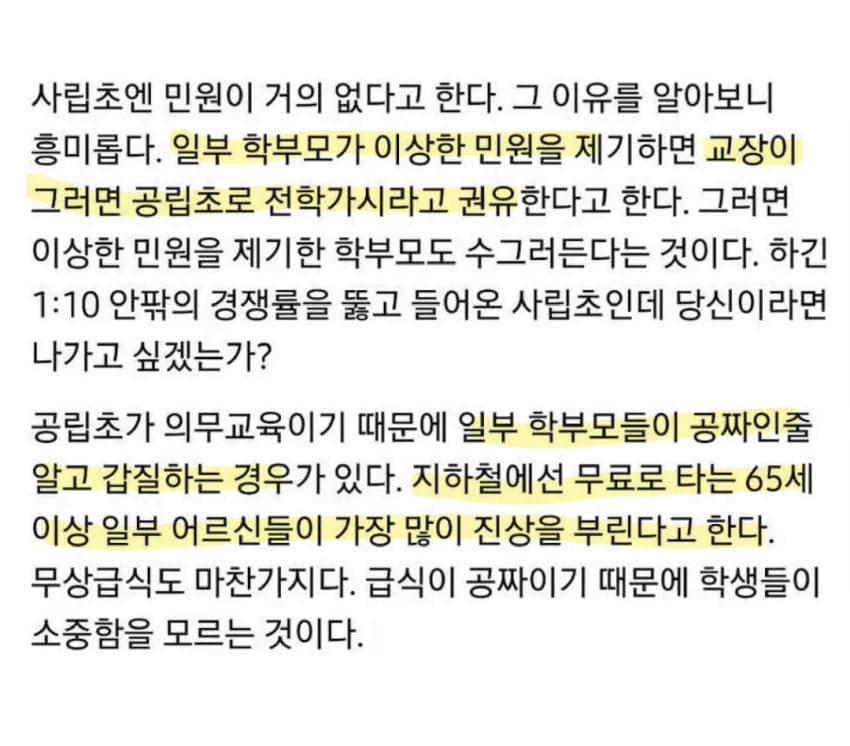 사립초엔 민원이 거의 없다고 한다. 그 이유를 알아보니
흥미롭다. 일부 학부모가 이상한 민원을 제기하면 교장이
그러면 공립초로 전학가시라고 권유한다고 한다. 그러면
이상한 민원을 제기한 학부모도 수그러든다는 것이다. 하긴
1:10 안팎의 경쟁률을 뚫고 들어온 사립초인데 당신이라면
나가고 싶겠는가?
공립초가 의무교육이기 때문에 일부 학부모들이 공짜인줄
알고 갑질하는 경우가 있다. 지하철에선 무료로 타는 65세
이상 일부 어르신들이 가장 많이 진상을 부린다고 한다.
무상급식도 마찬가지다. 급식이 공짜이기 때문에 학생들이
소중함을 모르는 것이다.